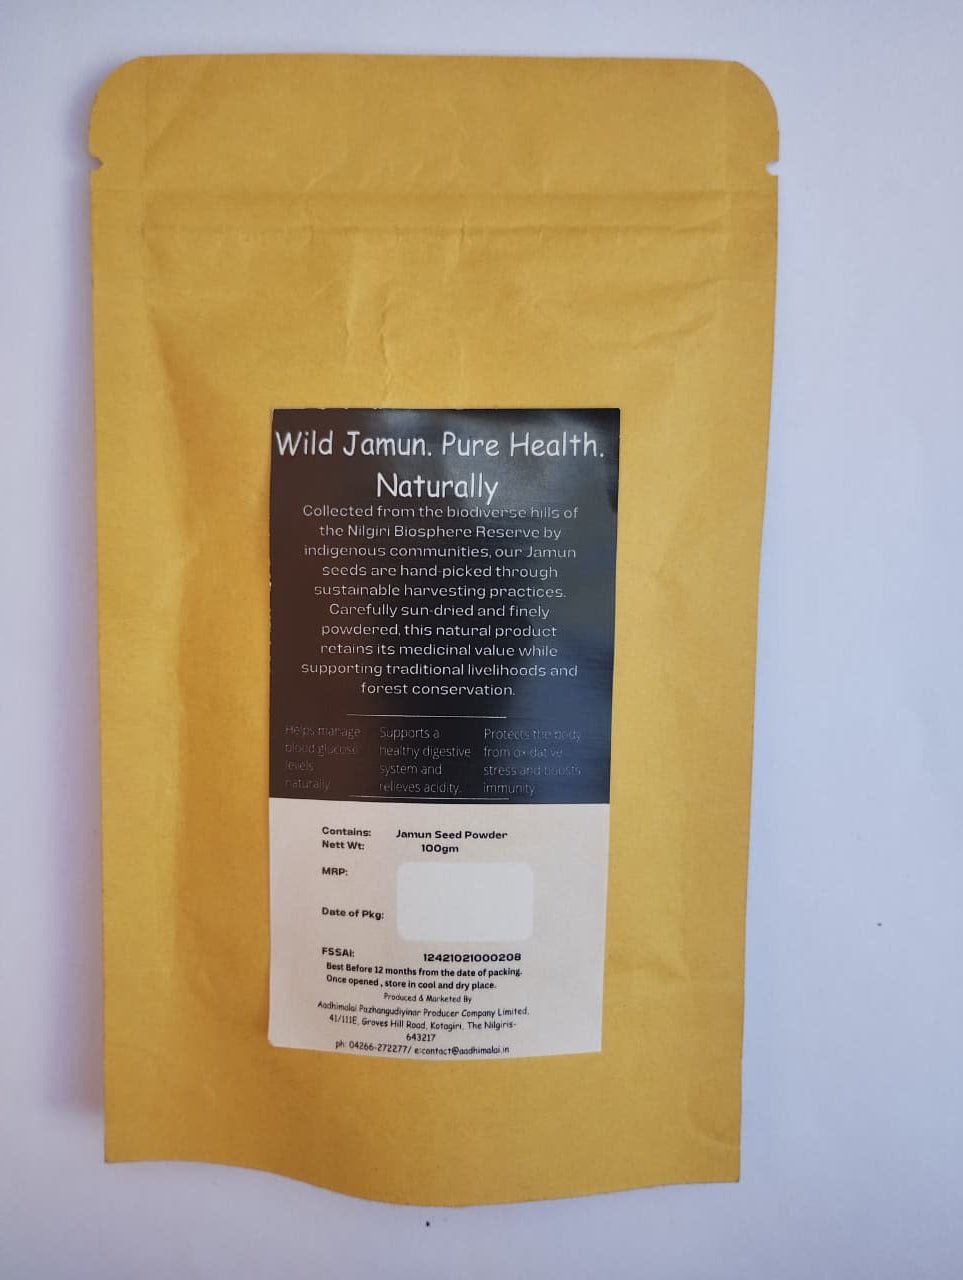 Wild Jamun. Pure Health.
Naturally
Collected from the biodiverse hills of
the Nilgiri Biosphere Reserve by
indigenous communities, our Jamun
seeds are hand-picked through
sustainable harvesting practices.
Carefully sun-dried and finely
powdered, this natural product
retains its medicinal value while
supporting traditional livelihoods and
forest conservation.
Helps manage
blood glucose
levels
naturally.
Supports a
healthy digestive
system and
relieves acidity.
Protects the body
from oxidative
stress and boosts
immunity
Contains: Jamun Seed Powder
Nett Wt: 100gm
MRP:
Date of Pkg:
FSSAI: 12421021000208
Best Before 12 months from the date of packing.
Once opened , store in cool and dry place.
Produced & Marketed By
Aadhimalai Pazhangudiyinar Producer Company Limited,
41/111E, Groves Hill Road, Kotagiri, The Nilgiris-
643217
ph: 04266-272277/ e:contact@aadhimalai.in